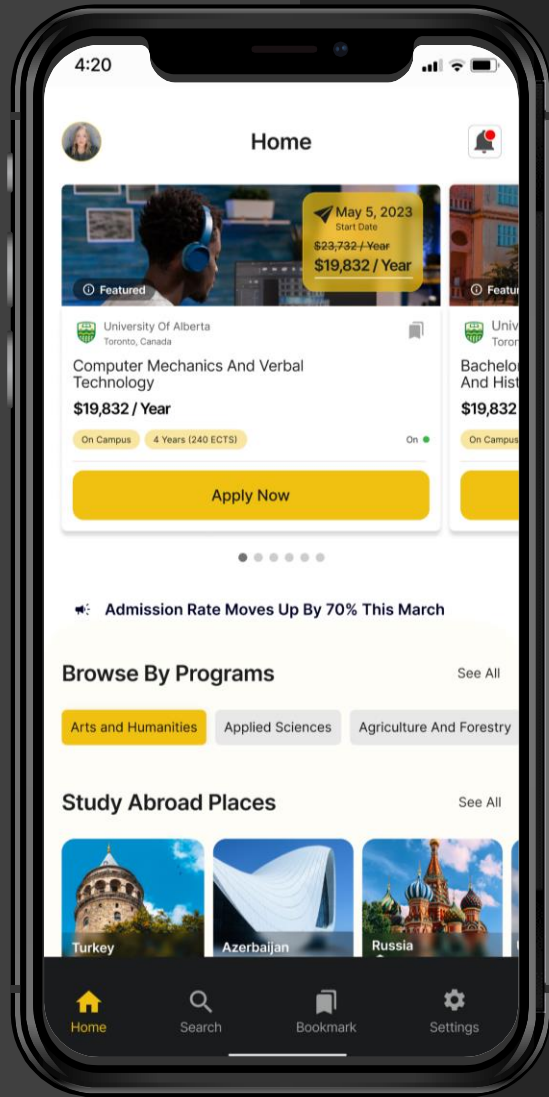 4:20
Home
May 5, 2023
Start Date
$23,732 / Year
$19,832 / Year
Featured
University Of Alberta
Toronto, Canada
Computer Mechanics And Verbal
Technology
$19,832 / Year
On Campus
4 Years (240 ECTS)
On
Apply Now
Featur
Univ
Toron
Bachelor
And Hist
$19,832
On Campus
Admission Rate Moves Up By 70% This March
Browse By Programs
See All
Arts and Humanities
Applied Sciences
Agriculture And Forestry
Study Abroad Places
See All
Turkey
Azerbaijan
Russia
Home
Search
Bookmark
Settings